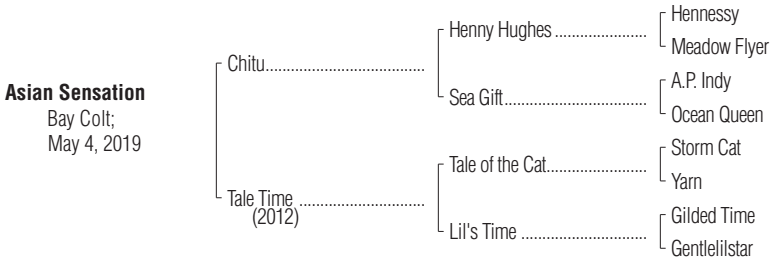 Hennessy
Henny Hughes ....................
Meadow Flyer
Chitu...................................
A.P. Indy
Sea Gift.................................
Ocean Queen
Asian Sensation
Bay Colt;
May 4, 2019
Storm Cat
Tale of the Cat......................
Yarn
Tale Time ...........................
(2012)
Gilded Time
Lil's Time ...........................
Gentlelilstar